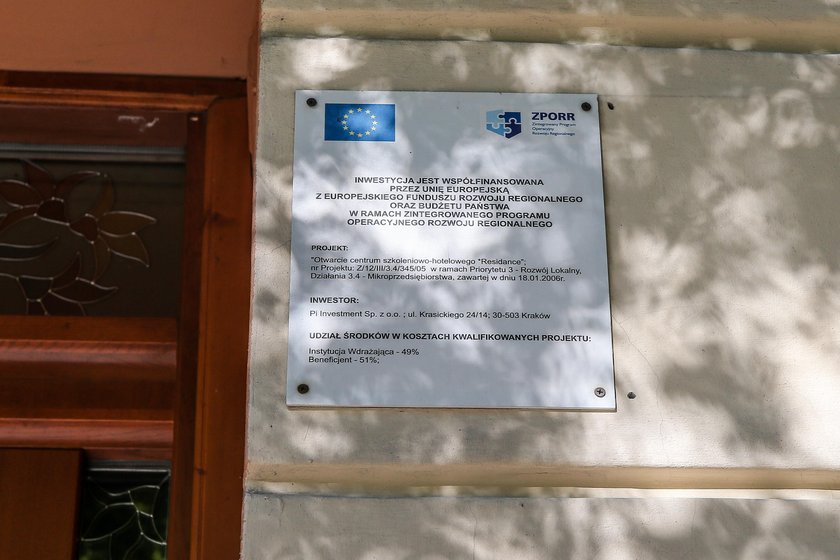 ZPORR
Zintegrowany Program
Operacyjny
Rozwoju Regionalnego
INWESTYCJA JEST WSPÓŁFINANSOWANA
PRZEZ UNIĘ EUROPEJSKĄ
Z EUROPEJSKIEGO FUNDUSZU ROZWOJU REGIONALNEGO
ORAZ BUDŻETU PAŃSTWA
W RAMACH ZINTEGROWANEGO PROGRAMU
OPERACYJNEGO ROZWOJU REGIONALNEGO
PROJEKT:
"Otwarcie centrum szkoleniowo-hotelowego "Residance";
nr Projektu: Z/12/III/3.4/345/05 w ramach Priorytetu 3 - Rozwój Lokalny,
Działania 3.4 - Mikroprzedsiębiorstwa, zawartej w dniu 18.01.2006r.
INWESTOR:
Pi Investment Sp. z o.o. ; ul. Krasickiego 24/14; 30-503 Kraków
UDZIAŁ ŚRODKÓW W KOSZTACH KWALIFIKOWANYCH PROJEKTU:
Instytucja Wdrażająca - 49%
Beneficjent - 51%;